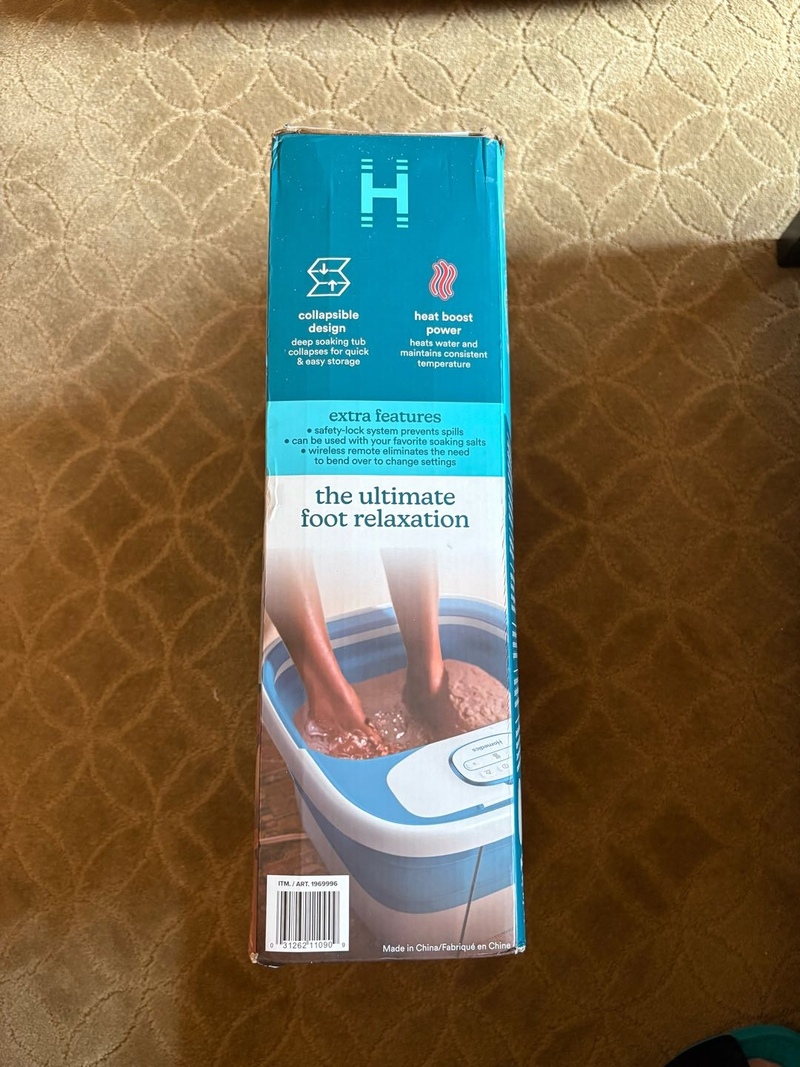 H
collapsible
design
deep soaking tub
collapses for quick
& easy storage
heat boost
power
heats water and
maintains consistent
temperature
extra features
• safety-lock system prevents spills
• can be used with your favorite soaking salts
• wireless remote eliminates the need
to bend over to change settings
the ultimate
foot relaxation
Homedics
ITM. / ART. 1969996
0 31262 11090 9
Made in China/Fabriqué en Chine